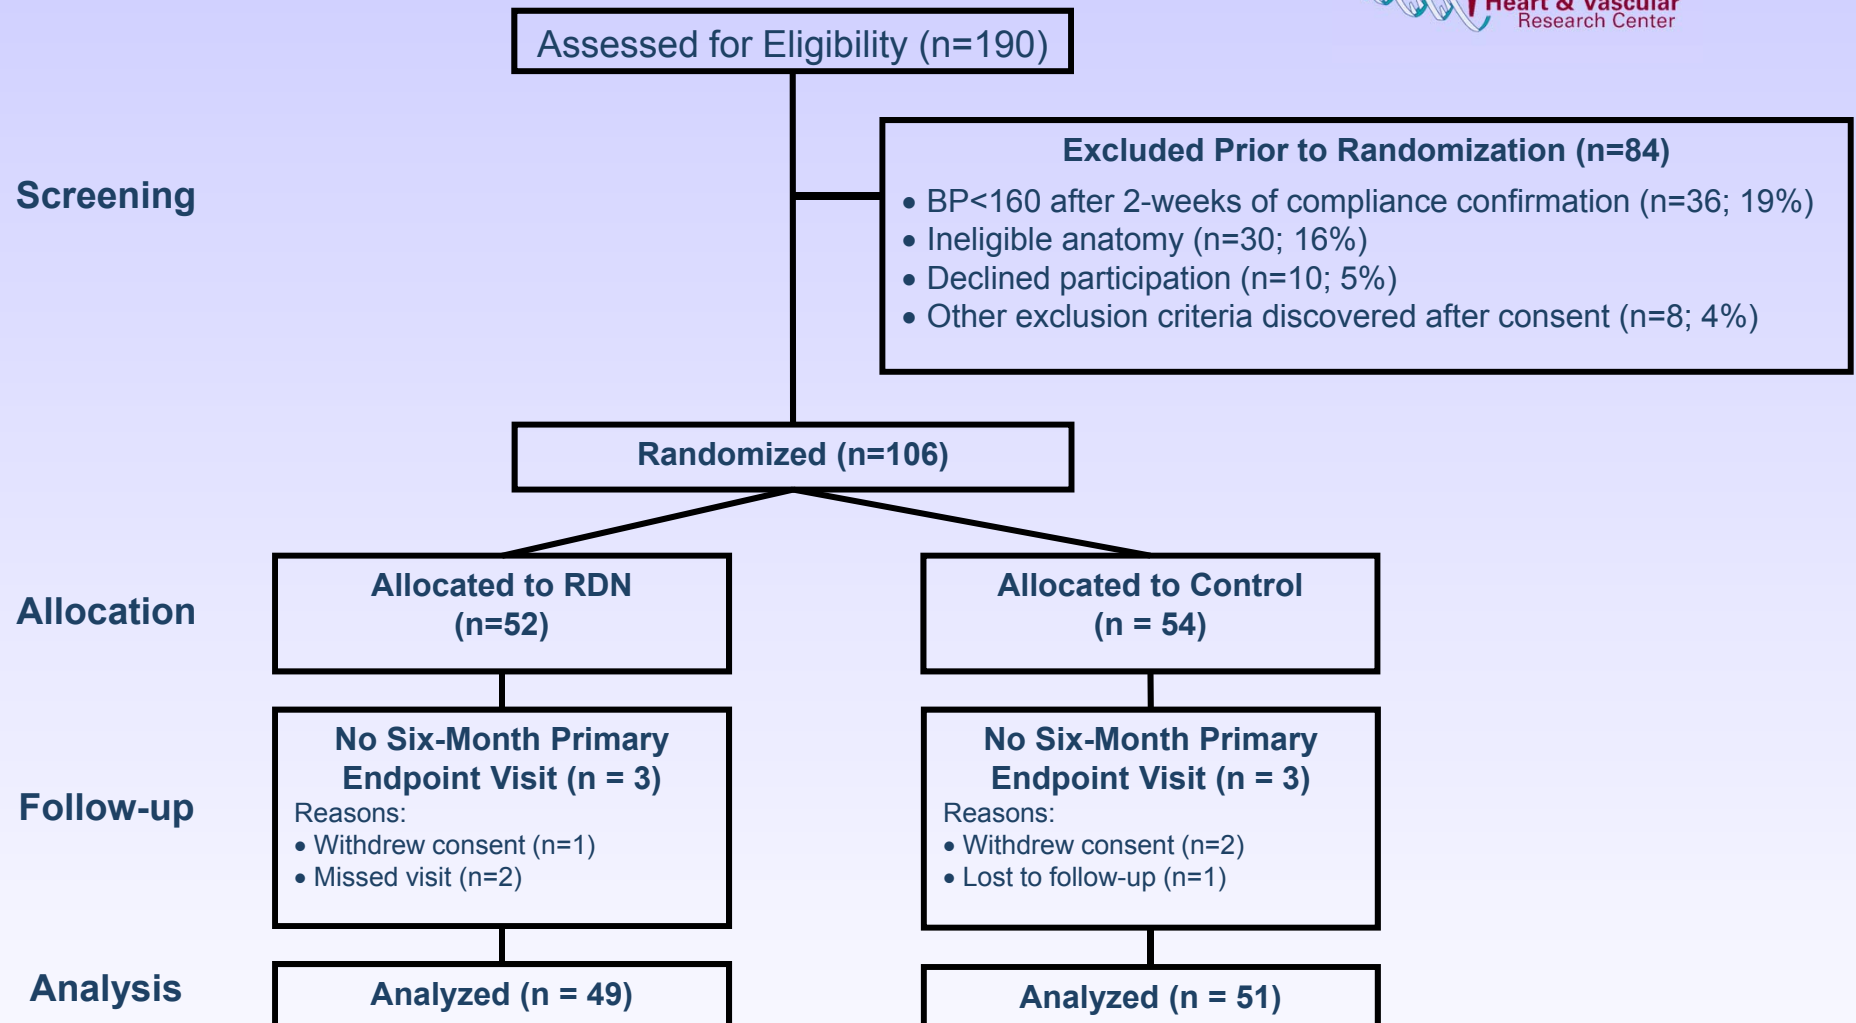 Heart & Vascular
Research Center
Assessed for Eligibility (n=190)
Screening
Excluded Prior to Randomization (n=84)
• BP<160 after 2-weeks of compliance confirmation (n=36; 19%)
• Ineligible anatomy (n=30; 16%)
• Declined participation (n=10; 5%)
• Other exclusion criteria discovered after consent (n=8; 4%)
Randomized (n=106)
Allocation
Allocated to RDN
(n=52)
Allocated to Control
(n = 54)
Follow-up
No Six-Month Primary
Endpoint Visit (n = 3)
Reasons:
• Withdrew consent (n=1)
• Missed visit (n=2)
No Six-Month Primary
Endpoint Visit (n = 3)
Reasons:
• Withdrew consent (n=2)
• Lost to follow-up (n=1)
Analysis
Analyzed (n = 49)
Analyzed (n = 51)